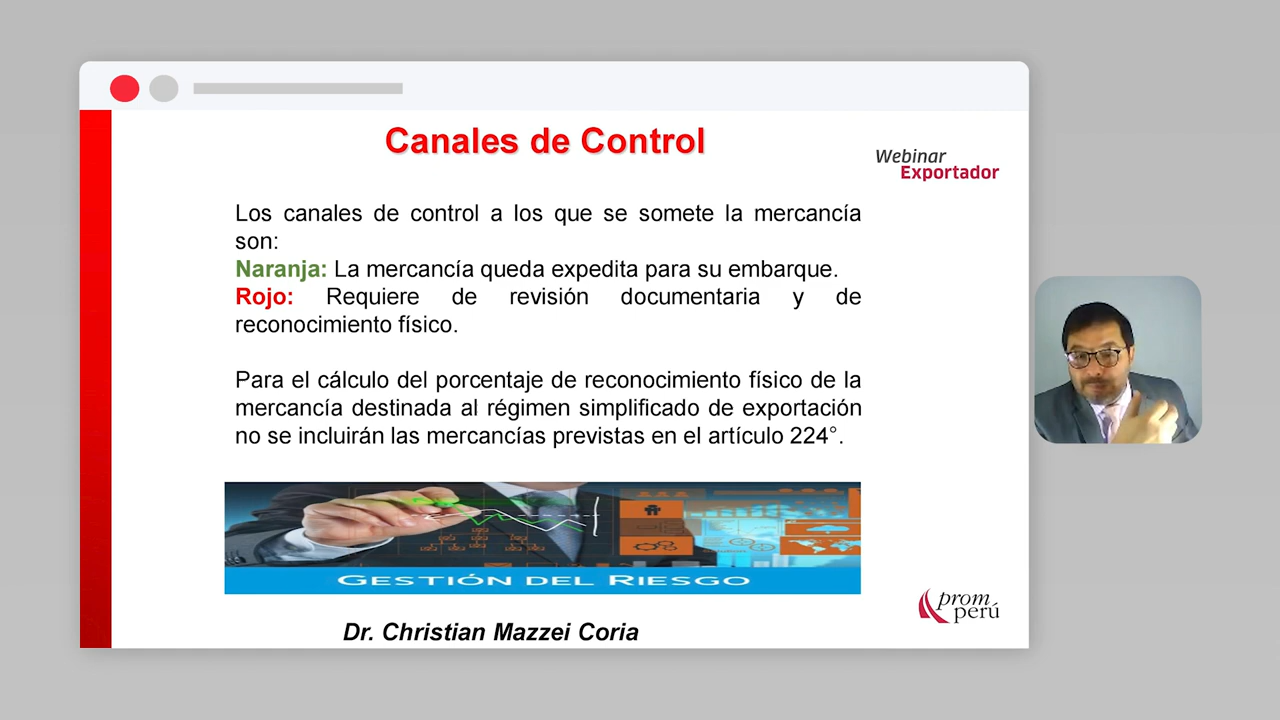 Canales de Control
Webinar
Exportador
Los canales de control a los que se somete la mercancía
son:
Naranja: La mercancía queda expedita para su embarque.
Rojo: Requiere de revisión documentaria y de
reconocimiento físico.
Para el cálculo del porcentaje de reconocimiento físico de la
mercancía destinada al régimen simplificado de exportación
no se incluirán las mercancías previstas en el artículo 224°.
GESTIÓN DEL RIESGO
prom
perú
Dr. Christian Mazzei Coria